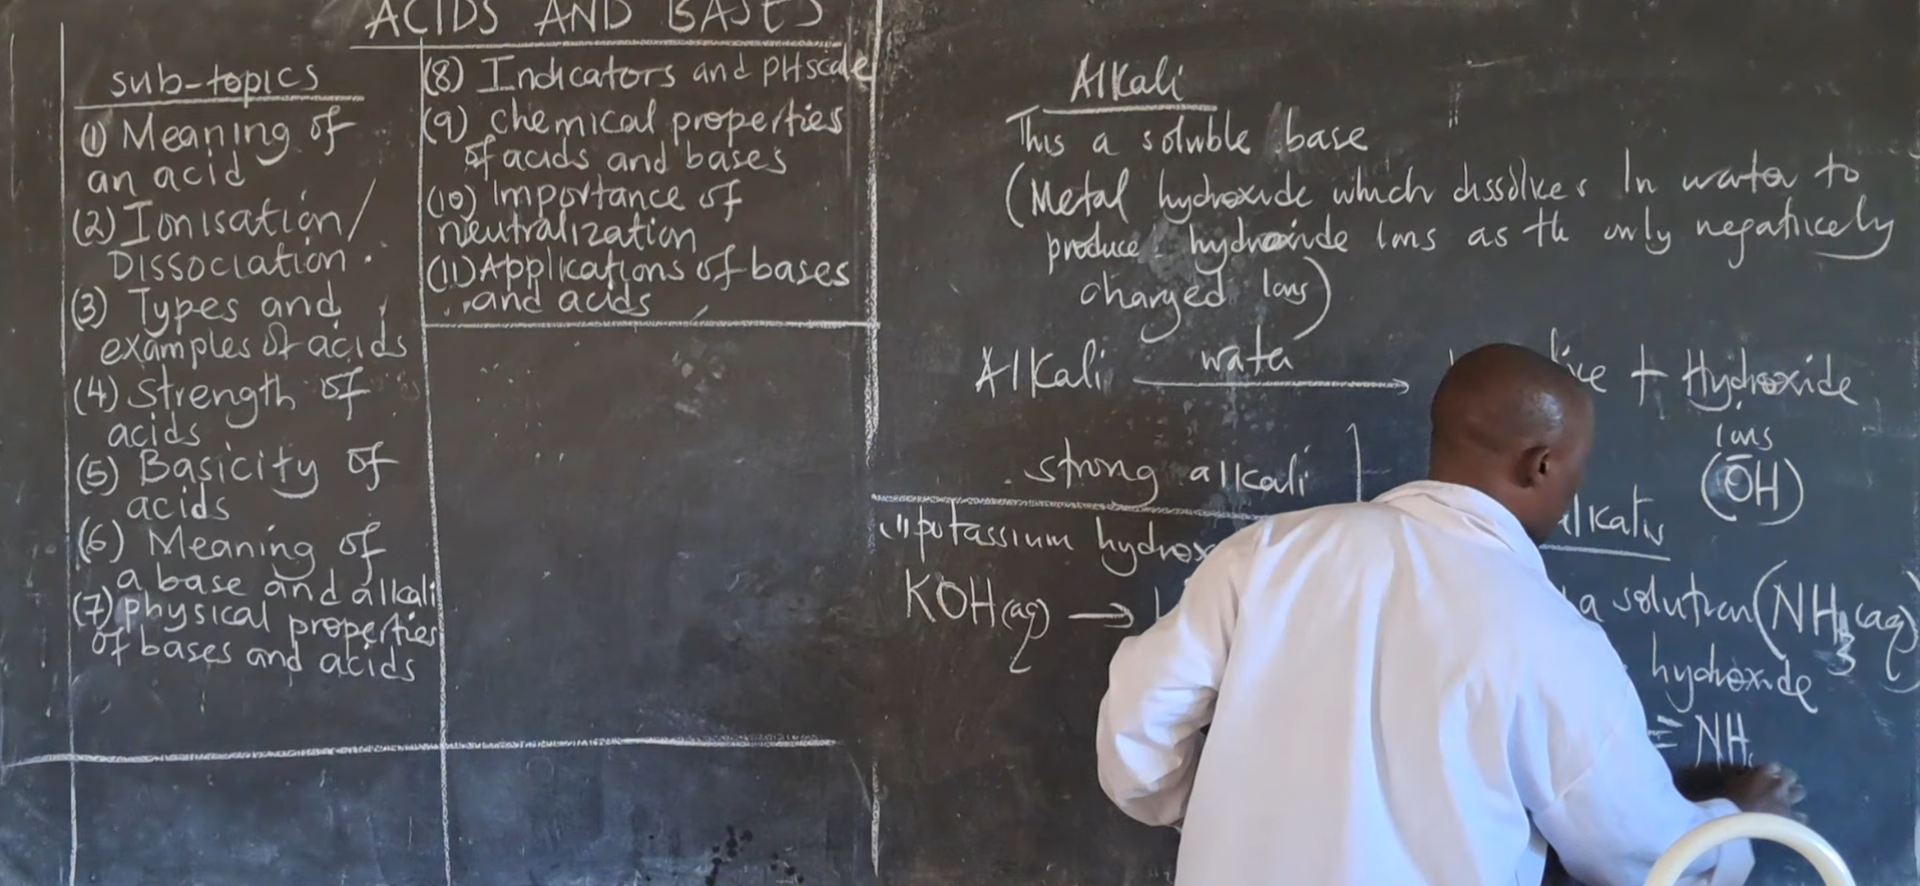 ACIDS AND BASES
sub-topics
(1) Meaning of
an acid
(2) Ionisation/
Dissociation.
(3) Types and
examples of acids
(4) Strength of
acids
(5) Basicity of
acids
(6) Meaning of
a base and alkali
(7) physical properties
of bases and acids
(8) Indicators and PH scale
(9) chemical properties
of acids and bases
(10) Importance of
neutralization
(11) Applications of bases
and acids
Alkali
This a soluble base
(Metal hydroxide which dissolves In water to
produce hydroxide Ions as the only negatively
charged Ions)
Alkali water → + Hydroxide
Ions
(OH⁻)
strong alkali
potassium
KOH(aq) →
solution (NH3(aq)
hydroxide
≡ NH